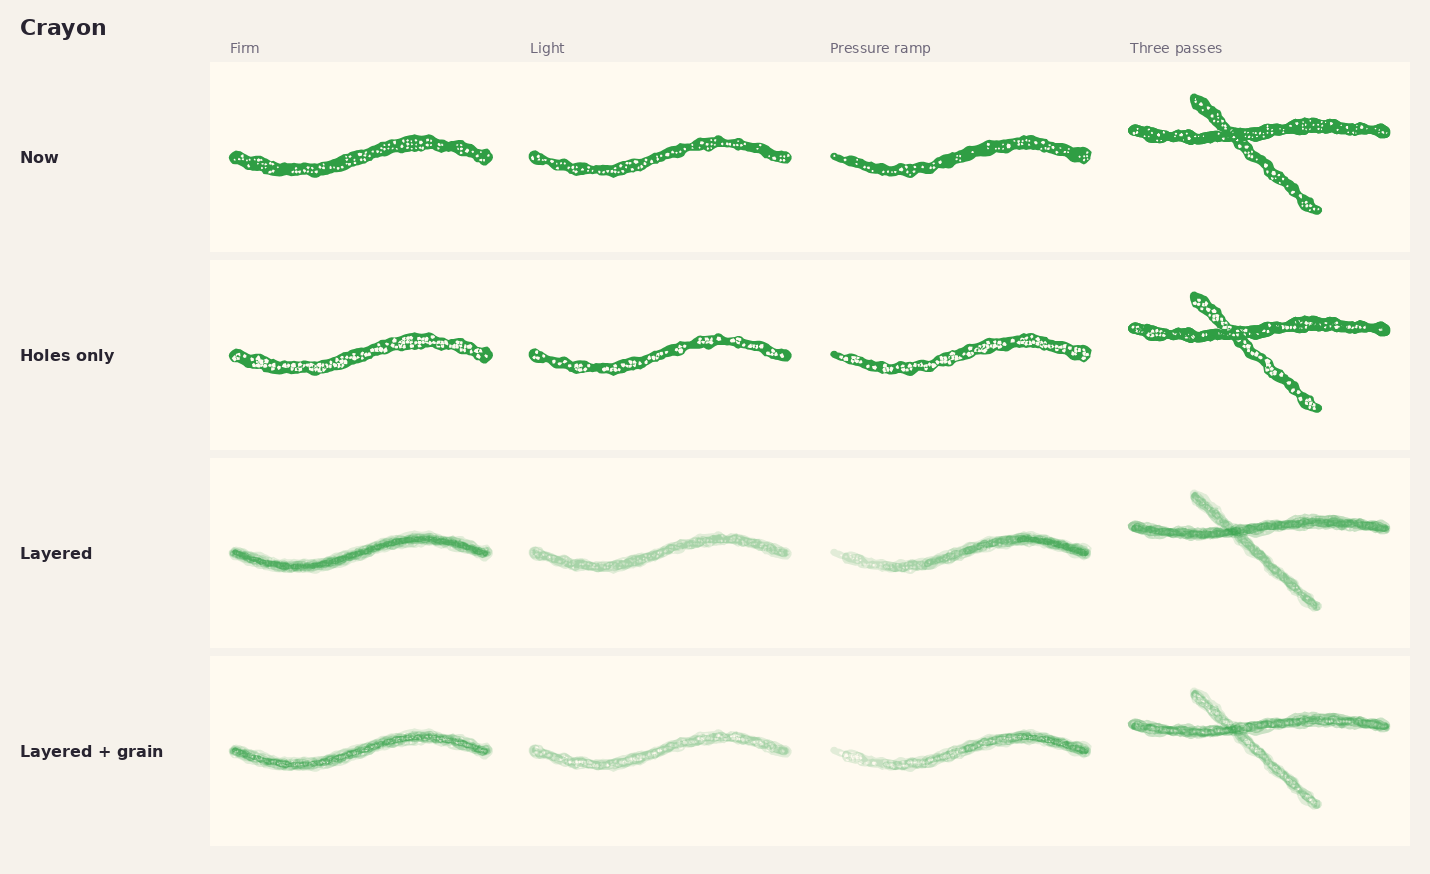 Crayon
Firm Light Pressure ramp Three passes
Now
Holes only
Layered
Layered + grain